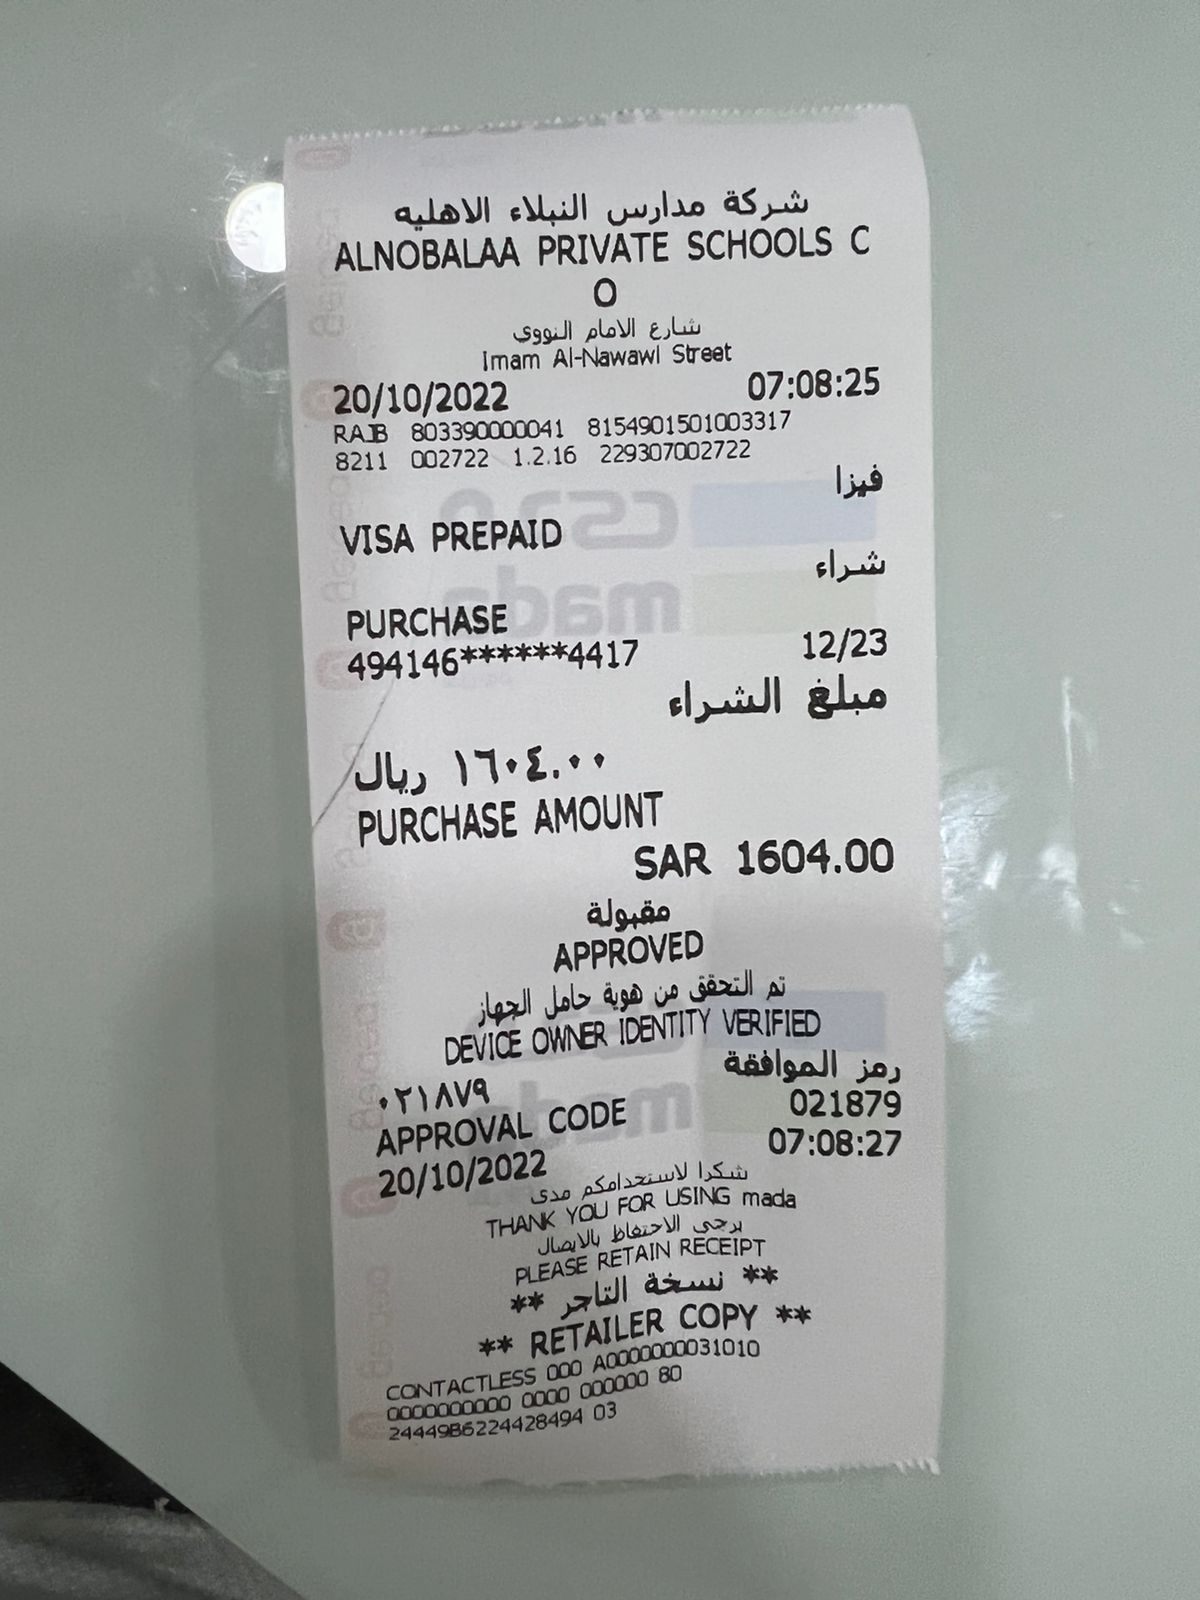 شركة مدارس النبلاء الاهليه
ALNOBALAA PRIVATE SCHOOLS C
O
شارع الامام النووي
Imam Al-Nawawi Street
20/10/2022 07:08:25
RAJB 803390000041 8154901501003317
8211 002722 1.2.16 229307002722
فيزا
VISA PREPAID
شراء
PURCHASE
494146******4417 12/23
مبلغ الشراء
١٦٠٤.٠٠ ريال
PURCHASE AMOUNT
SAR 1604.00
مقبولة
APPROVED
تم التحقق من هوية حامل الجهاز
DEVICE OWNER IDENTITY VERIFIED
رمز الموافقة
٠٢١٨٧٩
APPROVAL CODE 021879
20/10/2022 07:08:27
شكرا لاستخدامكم مدى
THANK YOU FOR USING mada
يرجى الاحتفاظ بالايصال
PLEASE RETAIN RECEIPT
** نسخة التاجر **
** RETAILER COPY **
CONTACTLESS 000 A0000000031010
0000000000 0000 000000 80
24449B6224428494 03